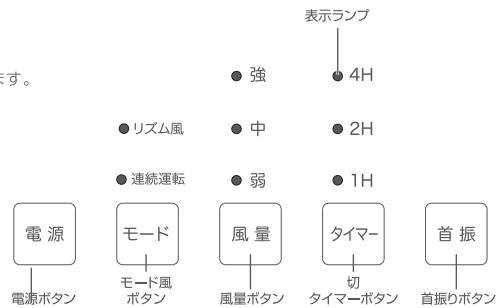 表示ランプ
ます。
強
4H
リズム風
中
2H
連続運転
弱
1H
電源
モード
風量
タイマー
首振
電源ボタン
モード風
ボタン
風量ボタン
切
タイマーボタン
首振りボタン